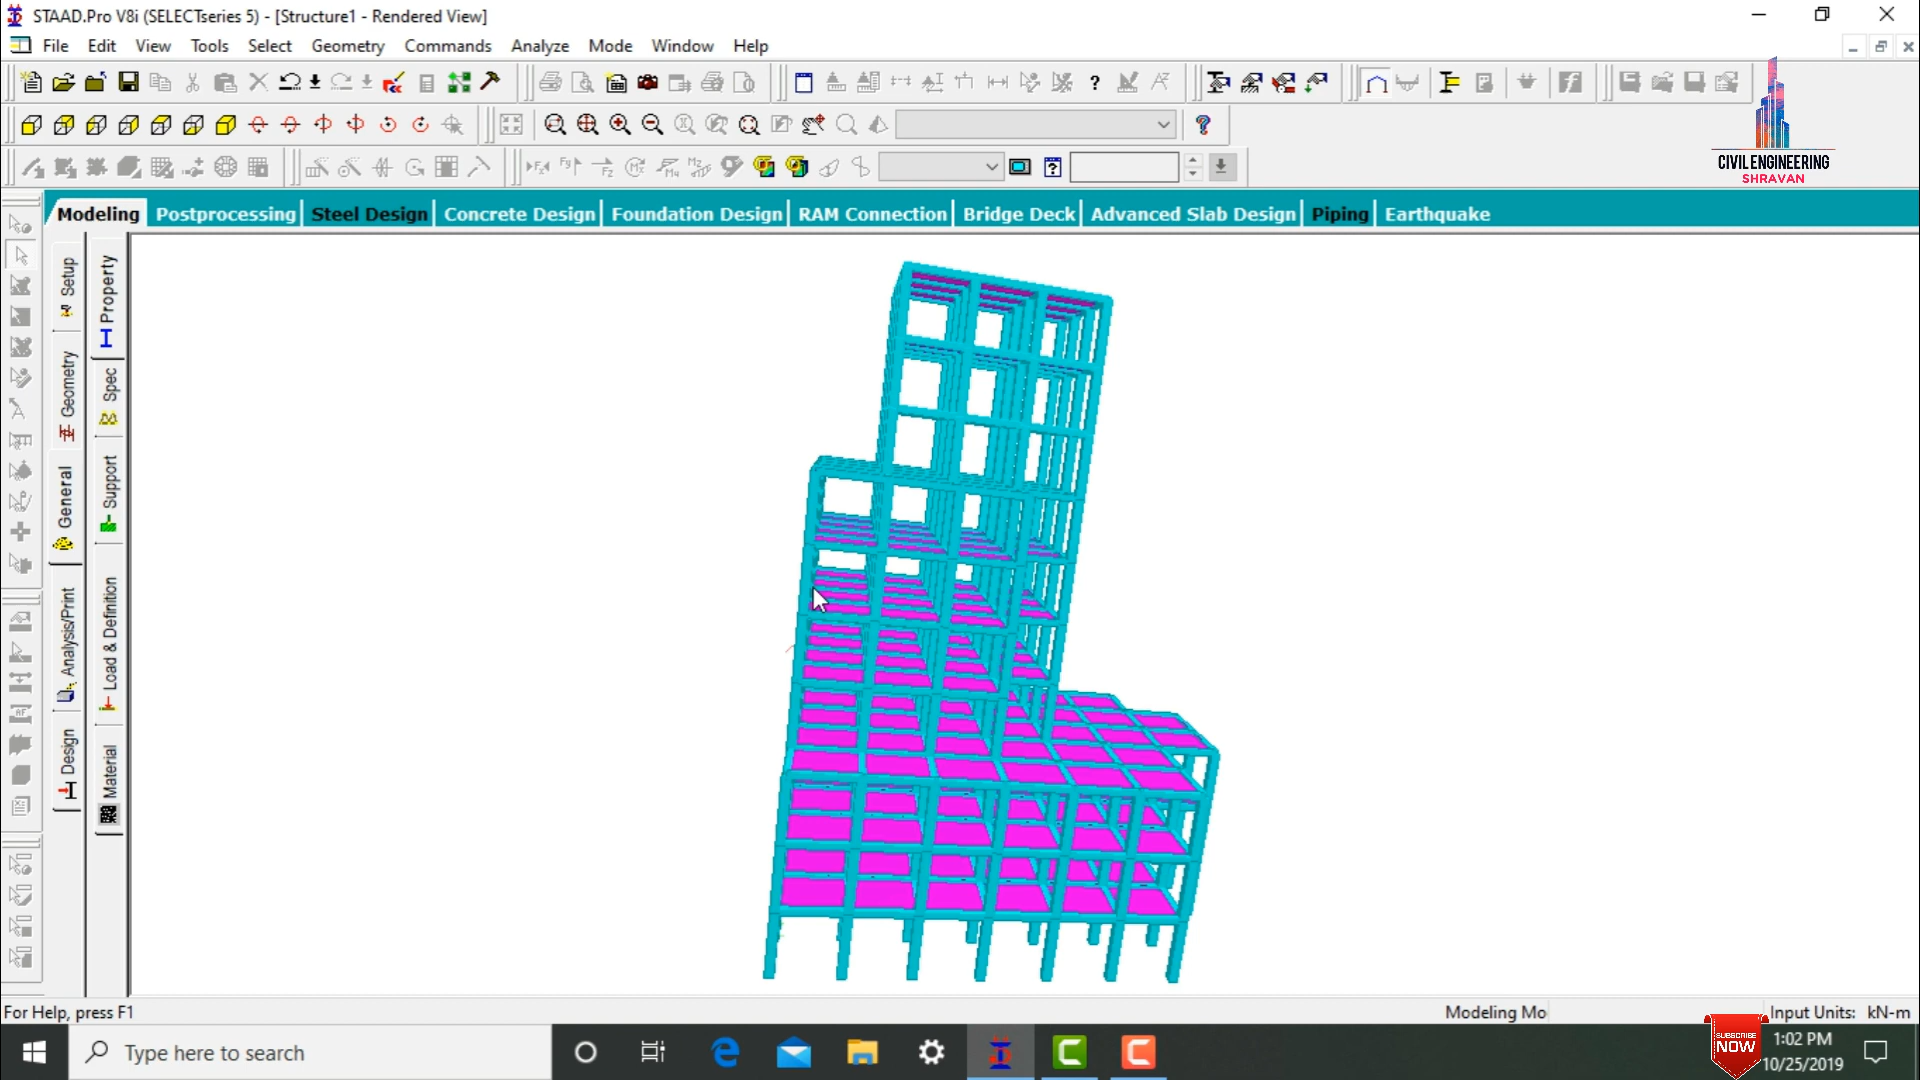 STAAD.Pro V8i (SELECTseries 5) - [Structure1 - Rendered View]
File Edit View Tools Select Geometry Commands Analyze Mode Window Help
CIVIL ENGINEERING
SHRAVAN
Modeling Postprocessing Steel Design Concrete Design Foundation Design RAM Connection Bridge Deck Advanced Slab Design Piping Earthquake
Setup
Geometry
General
Analysis/Print
Design
Property
Spec
Support
Load & Definition
Material
For Help, press F1
Modeling Mo
Input Units: kN-m
Type here to search
SUBSCRIBE
NOW
1:02 PM
10/25/2019